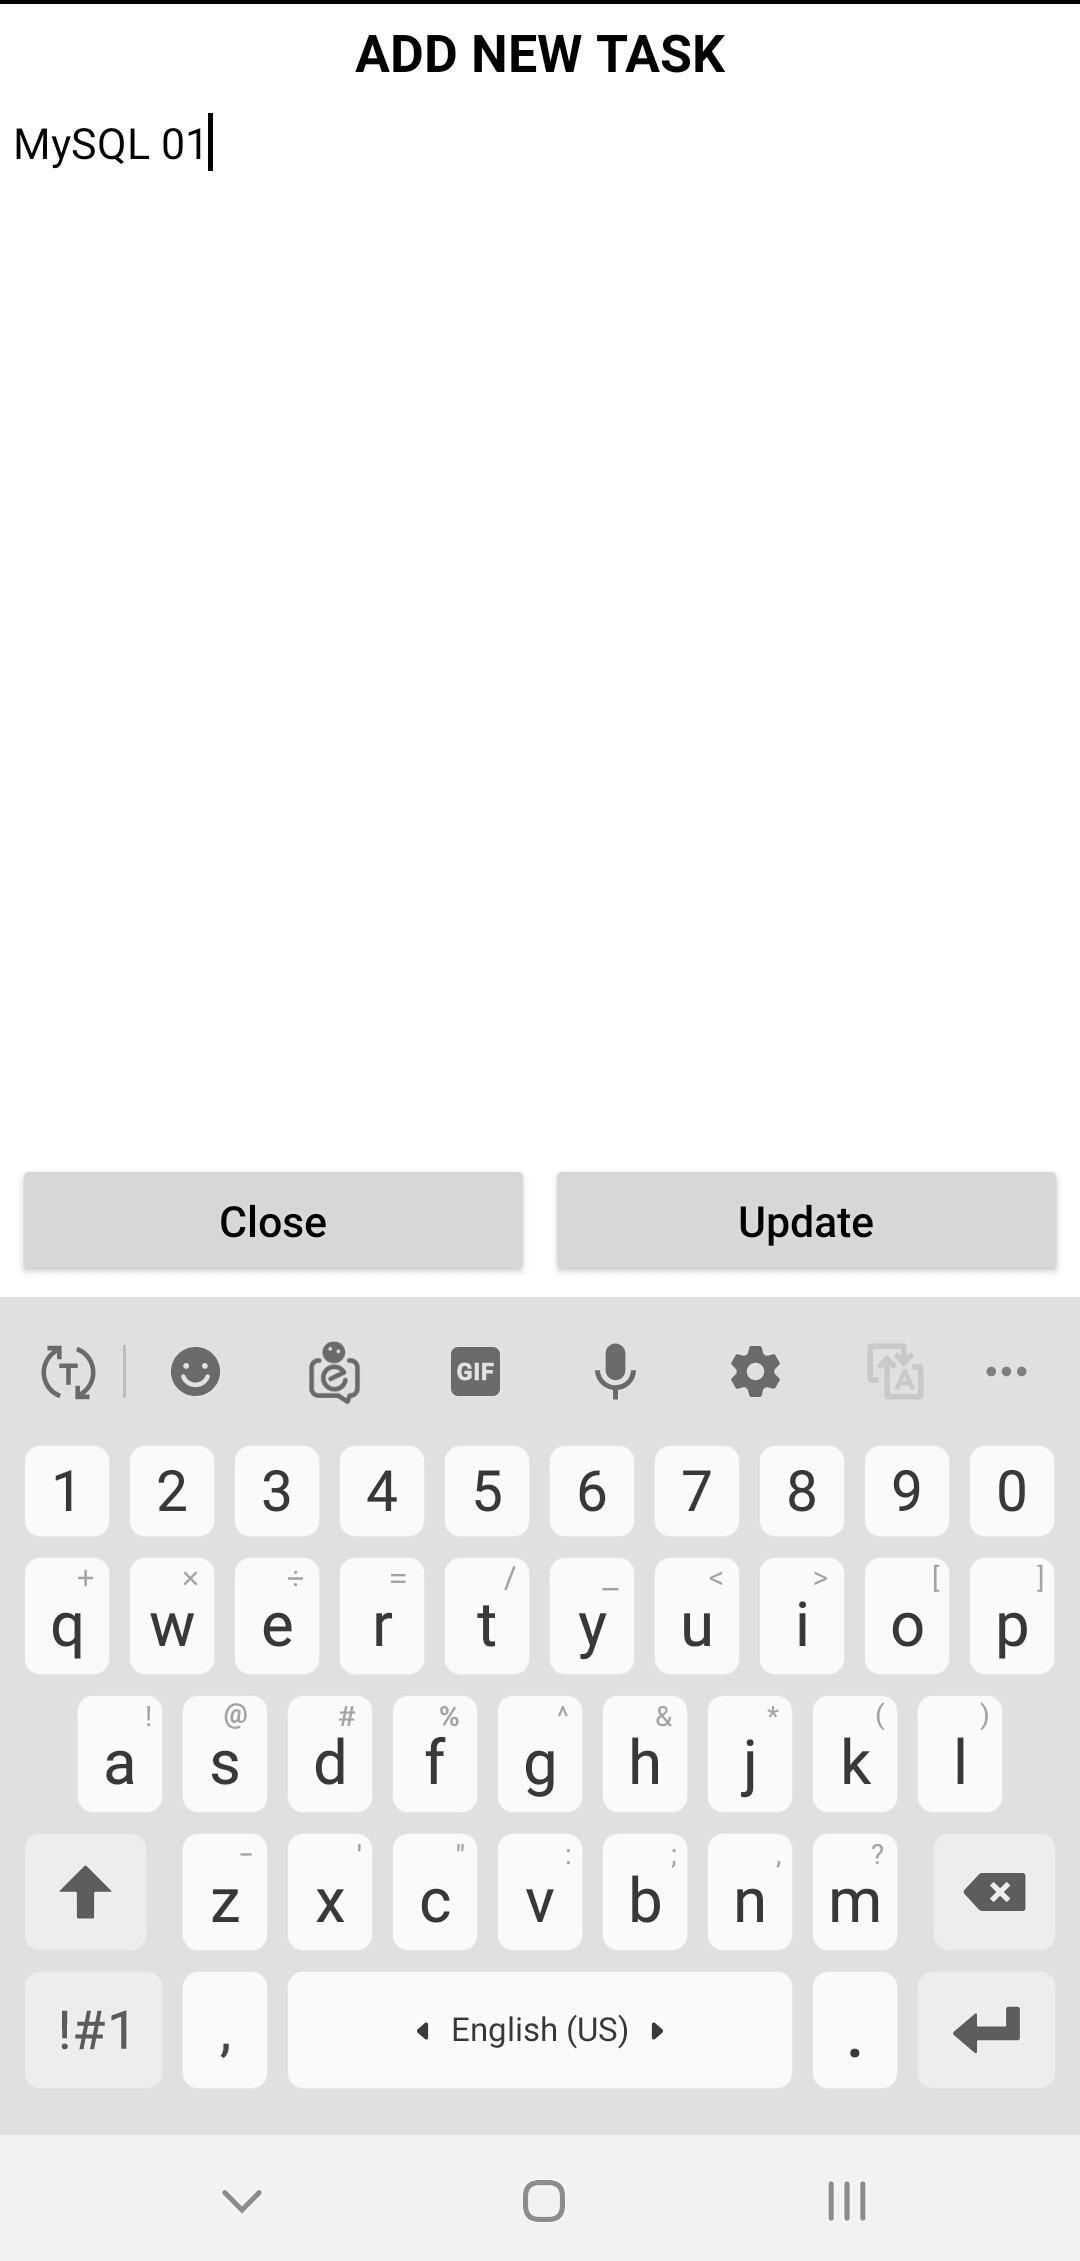 ADD NEW TASK
MySQL 01
Close Update
T GIF A
1 2 3 4 5 6 7 8 9 0
+ × ÷ = / _ < > [ ]
q w e r t y u i o p
! @ # % ^ & * ( )
a s d f g h j k l
- ' " : ; , ?
z x c v b n m
!#1 , English (US) .